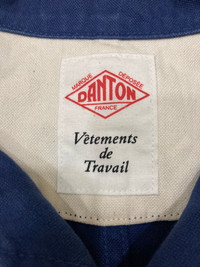 MARQUE DÉPOSÉE
DANTON
FRANCE
Vêtements
de
Travail